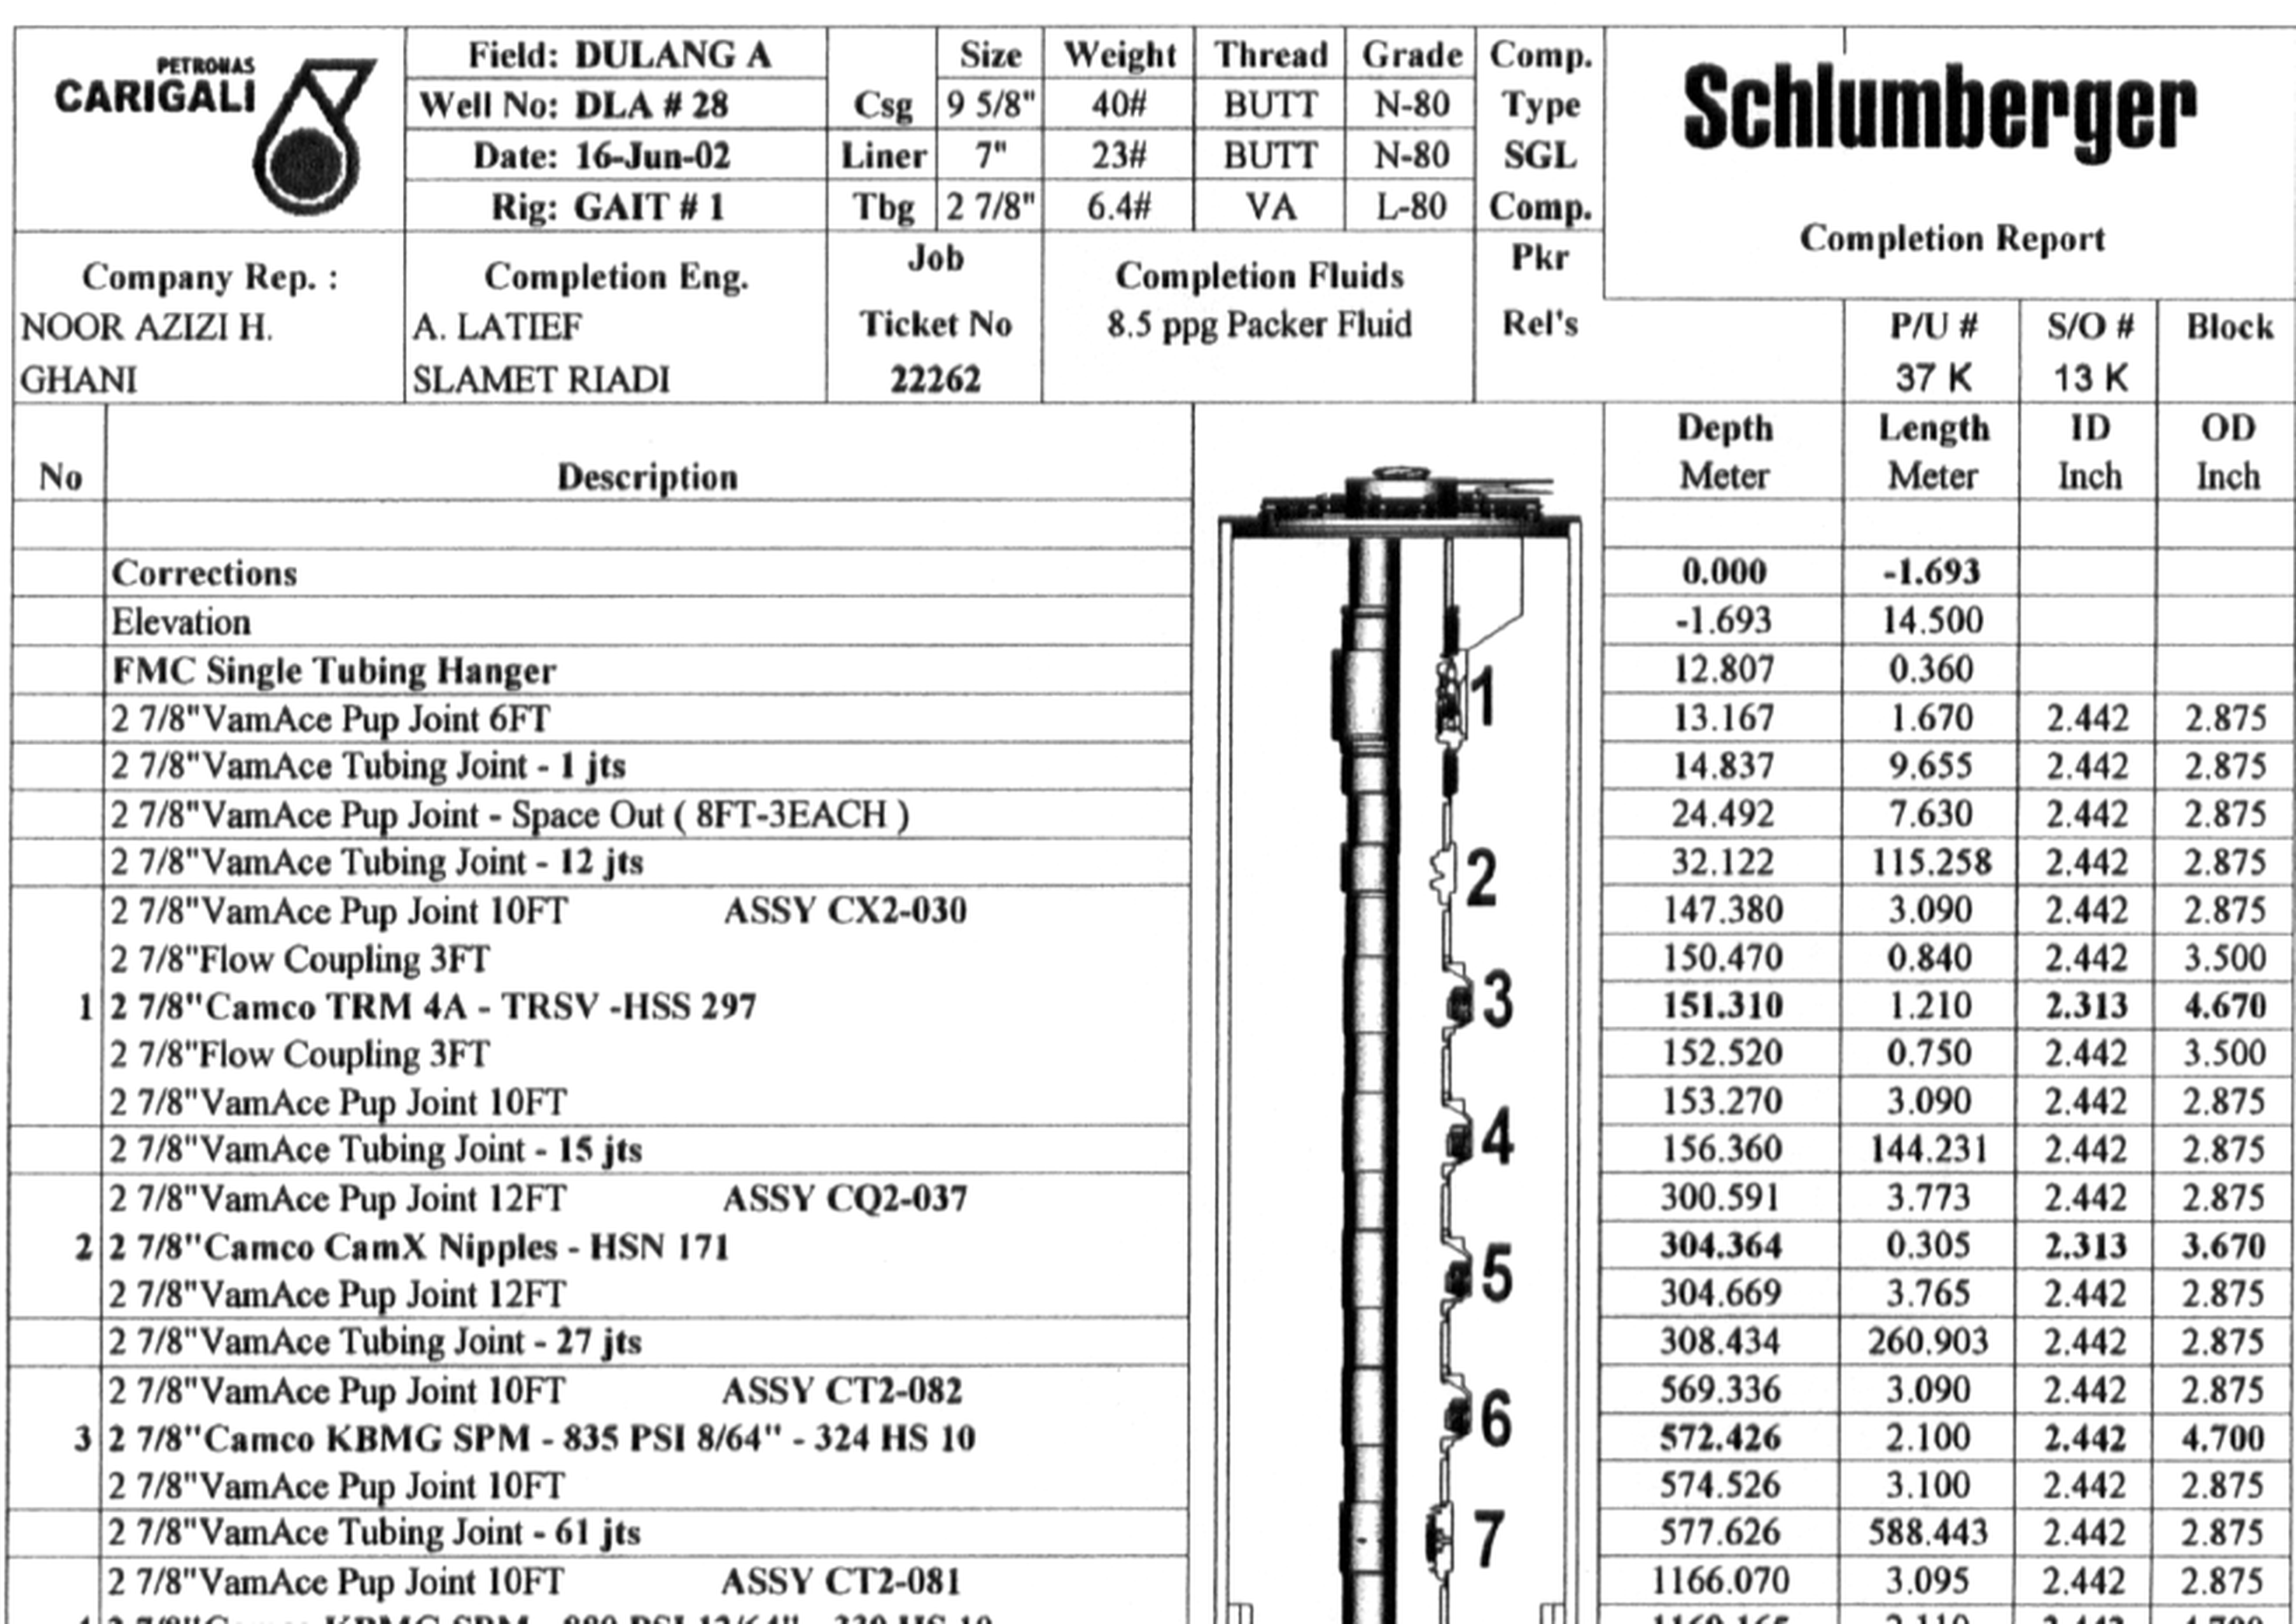 PETRONAS
CARIGALI
Field: DULANG A
Well No: DLA # 28
Date: 16-Jun-02
Rig: GAIT # 1
Size Weight Thread Grade
Csg 9 5/8" 40# BUTT N-80
Liner 7" 23# BUTT N-80
Tbg 2 7/8" 6.4# VA L-80
Comp.
Type
SGL
Comp.
Schlumberger
Completion Report
Company Rep. :
NOOR AZIZI H.
GHANI
Completion Eng.
A. LATIEF
SLAMET RIADI
Job
Ticket No
22262
Completion Fluids
8.5 ppg Packer Fluid
Pkr
Rel's
P/U # S/O # Block
37 K 13 K
No Description Depth Meter Length Meter ID Inch OD Inch
Corrections 0.000 -1.693
Elevation -1.693 14.500
FMC Single Tubing Hanger 12.807 0.360
2 7/8"VamAce Pup Joint 6FT 13.167 1.670 2.442 2.875
2 7/8"VamAce Tubing Joint - 1 jts 14.837 9.655 2.442 2.875
2 7/8"VamAce Pup Joint - Space Out ( 8FT-3EACH ) 24.492 7.630 2.442 2.875
2 7/8"VamAce Tubing Joint - 12 jts 32.122 115.258 2.442 2.875
2 7/8"VamAce Pup Joint 10FT ASSY CX2-030 147.380 3.090 2.442 2.875
2 7/8"Flow Coupling 3FT 150.470 0.840 2.442 3.500
1 2 7/8"Camco TRM 4A - TRSV -HSS 297 151.310 1.210 2.313 4.670
2 7/8"Flow Coupling 3FT 152.520 0.750 2.442 3.500
2 7/8"VamAce Pup Joint 10FT 153.270 3.090 2.442 2.875
2 7/8"VamAce Tubing Joint - 15 jts 156.360 144.231 2.442 2.875
2 7/8"VamAce Pup Joint 12FT ASSY CQ2-037 300.591 3.773 2.442 2.875
2 2 7/8"Camco CamX Nipples - HSN 171 304.364 0.305 2.313 3.670
2 7/8"VamAce Pup Joint 12FT 304.669 3.765 2.442 2.875
2 7/8"VamAce Tubing Joint - 27 jts 308.434 260.903 2.442 2.875
2 7/8"VamAce Pup Joint 10FT ASSY CT2-082 569.336 3.090 2.442 2.875
3 2 7/8"Camco KBMG SPM - 835 PSI 8/64" - 324 HS 10 572.426 2.100 2.442 4.700
2 7/8"VamAce Pup Joint 10FT 574.526 3.100 2.442 2.875
2 7/8"VamAce Tubing Joint - 61 jts 577.626 588.443 2.442 2.875
2 7/8"VamAce Pup Joint 10FT ASSY CT2-081 1166.070 3.095 2.442 2.875
1
2
3
4
5
6
7